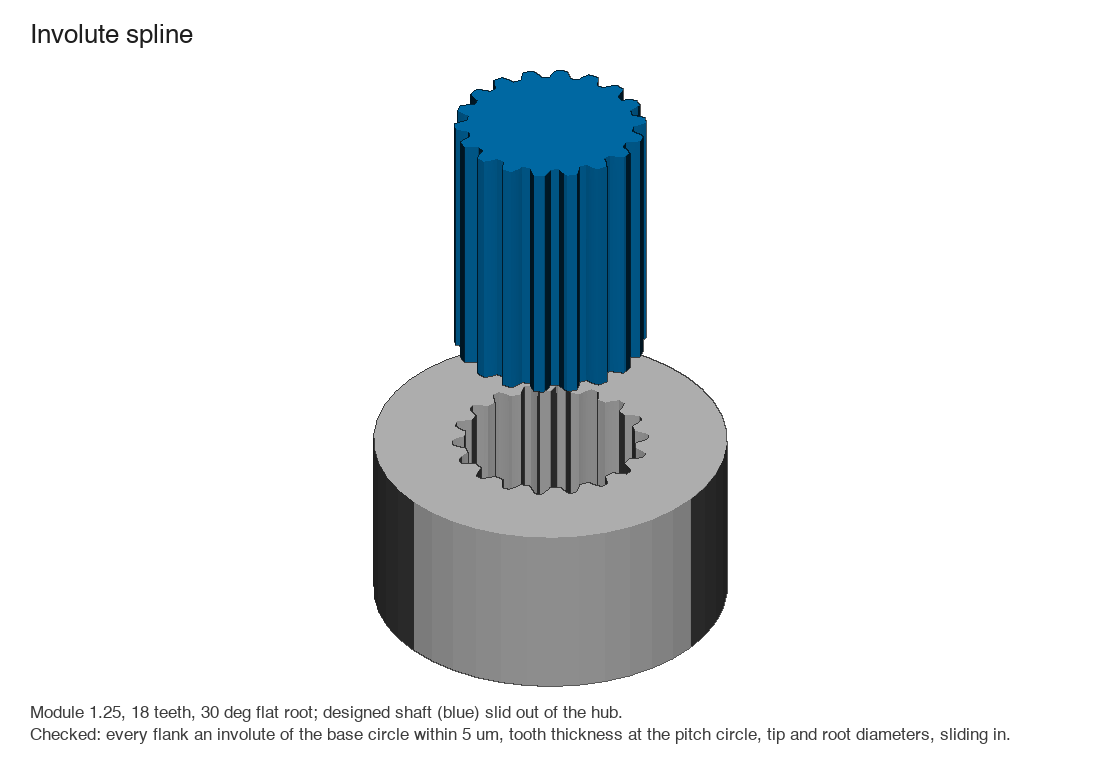 Involute spline
Module 1.25, 18 teeth, 30 deg flat root; designed shaft (blue) slid out of the hub.
Checked: every flank an involute of the base circle within 5 um, tooth thickness at the pitch circle, tip and root diameters, sliding in.